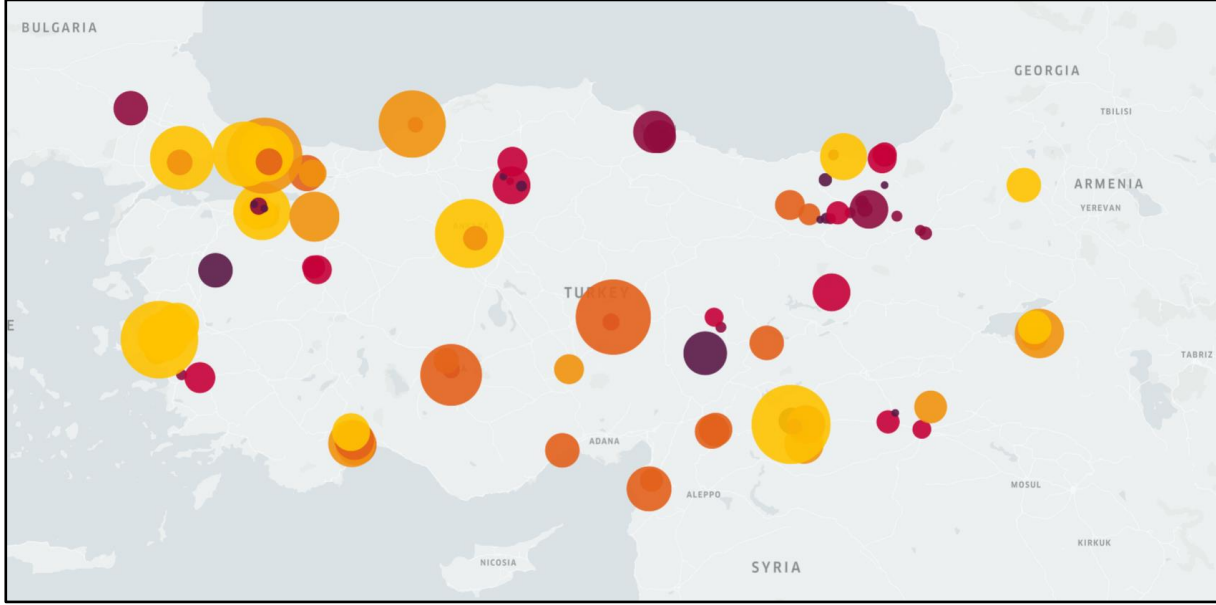 BULGARIA
GEORGIA
TBILISI
ARMENIA
YEREVAN
TURKEY
E
TABRIZ
ADANA
ALEPPO
MOSUL
KIRKUK
NICOSIA
SYRIA